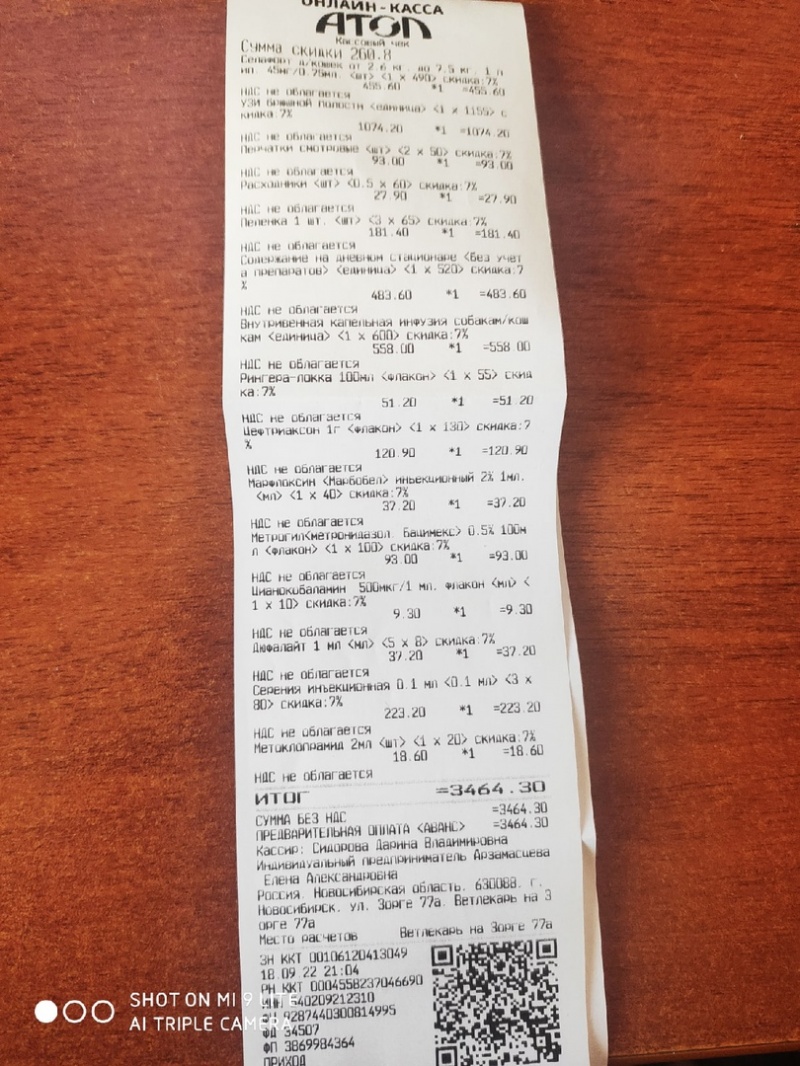 ОНЛАЙН-КАССА
АТОЛ
Кассовый чек
Сумма скидки 260.8
Селафорт д/кошек от 2.6 кг. до 7.5 кг. 1 п
ип. 45мг/0.75мл. <шт> <1 x 490> скидка:7%
455.60 *1 =455.60
НДС не облагается
УЗИ брюшной полости <единица> <1 x 1155> с
кидка:7%
1074.20 *1 =1074.20
НДС не облагается
Перчатки смотровые <шт> <2 x 50> скидка:7%
93.00 *1 =93.00
НДС не облагается
Расходники <шт> <0.5 x 60> скидка:7%
27.90 *1 =27.90
НДС не облагается
Пеленка 1 шт. <шт> <3 x 65> скидка:7%
181.40 *1 =181.40
НДС не облагается
Содержание на дневном стационаре <без учет
а препаратов> <единица> <1 x 520> скидка:7
%
483.60 *1 =483.60
НДС не облагается
Внутривенная капельная инфузия собакам/кош
кам <единица> <1 x 600> скидка:7%
558.00 *1 =558.00
НДС не облагается
Рингера-локка 100мл <флакон> <1 x 55> скид
ка:7%
51.20 *1 =51.20
НДС не облагается
Цефтриаксон 1г <флакон> <1 x 130> скидка:7
%
120.90 *1 =120.90
НДС не облагается
Марфлоксин <Марбобел> инъекционный 2% 1мл.
<мл> <1 x 40> скидка:7%
37.20 *1 =37.20
НДС не облагается
Метрогил<метронидазол. Бацимекс> 0.5% 100м
л <флакон> <1 x 100> скидка:7%
93.00 *1 =93.00
НДС не облагается
Цианокобаламин 500мкг/1 мл. флакон <мл> <
1 x 10> скидка:7%
9.30 *1 =9.30
НДС не облагается
Дюфалайт 1 мл <мл> <5 x 8> скидка:7%
37.20 *1 =37.20
НДС не облагается
Серения инъекционная 0.1 мл <0.1 мл> <3 x
80> скидка:7%
223.20 *1 =223.20
НДС не облагается
Метоклопрамид 2мл <шт> <1 x 20> скидка:7%
18.60 *1 =18.60
НДС не облагается
ИТОГ =3464.30
СУММА БЕЗ НДС =3464.30
ПРЕДВАРИТЕЛЬНАЯ ОПЛАТА <АВАНС> =3464.30
Кассир: Сидорова Дарина Владимировна
Индивидуальный предприниматель Арзамасцева
Елена Александровна
Россия. Новосибирская область. 630088. г.
Новосибирск. ул. Зорге 77а. Ветлекарь на З
орге 77а
Место расчетов Ветлекарь на Зорге 77а
ЗН ККТ 00106120413049
18.09.22 21:04
РН ККТ 0004558237046690
ИНН 540209212310
9287440300814995
ФД 34507
ФП 3869984364
ПРИХОД
SHOT ON MI 9 LITE
AI TRIPLE CAMERA